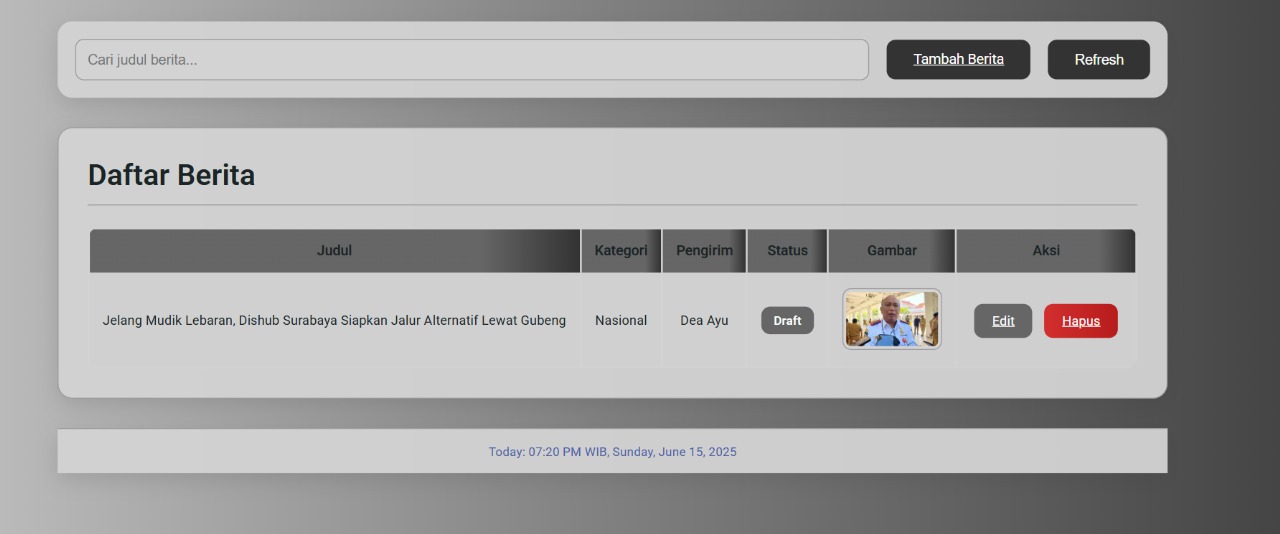 Cari judul berita...
Tambah Berita
Refresh
Daftar Berita
Judul Kategori Pengirim Status Gambar Aksi
Jelang Mudik Lebaran, Dishub Surabaya Siapkan Jalur Alternatif Lewat Gubeng Nasional Dea Ayu Draft Edit Hapus
Today: 07:20 PM WIB, Sunday, June 15, 2025